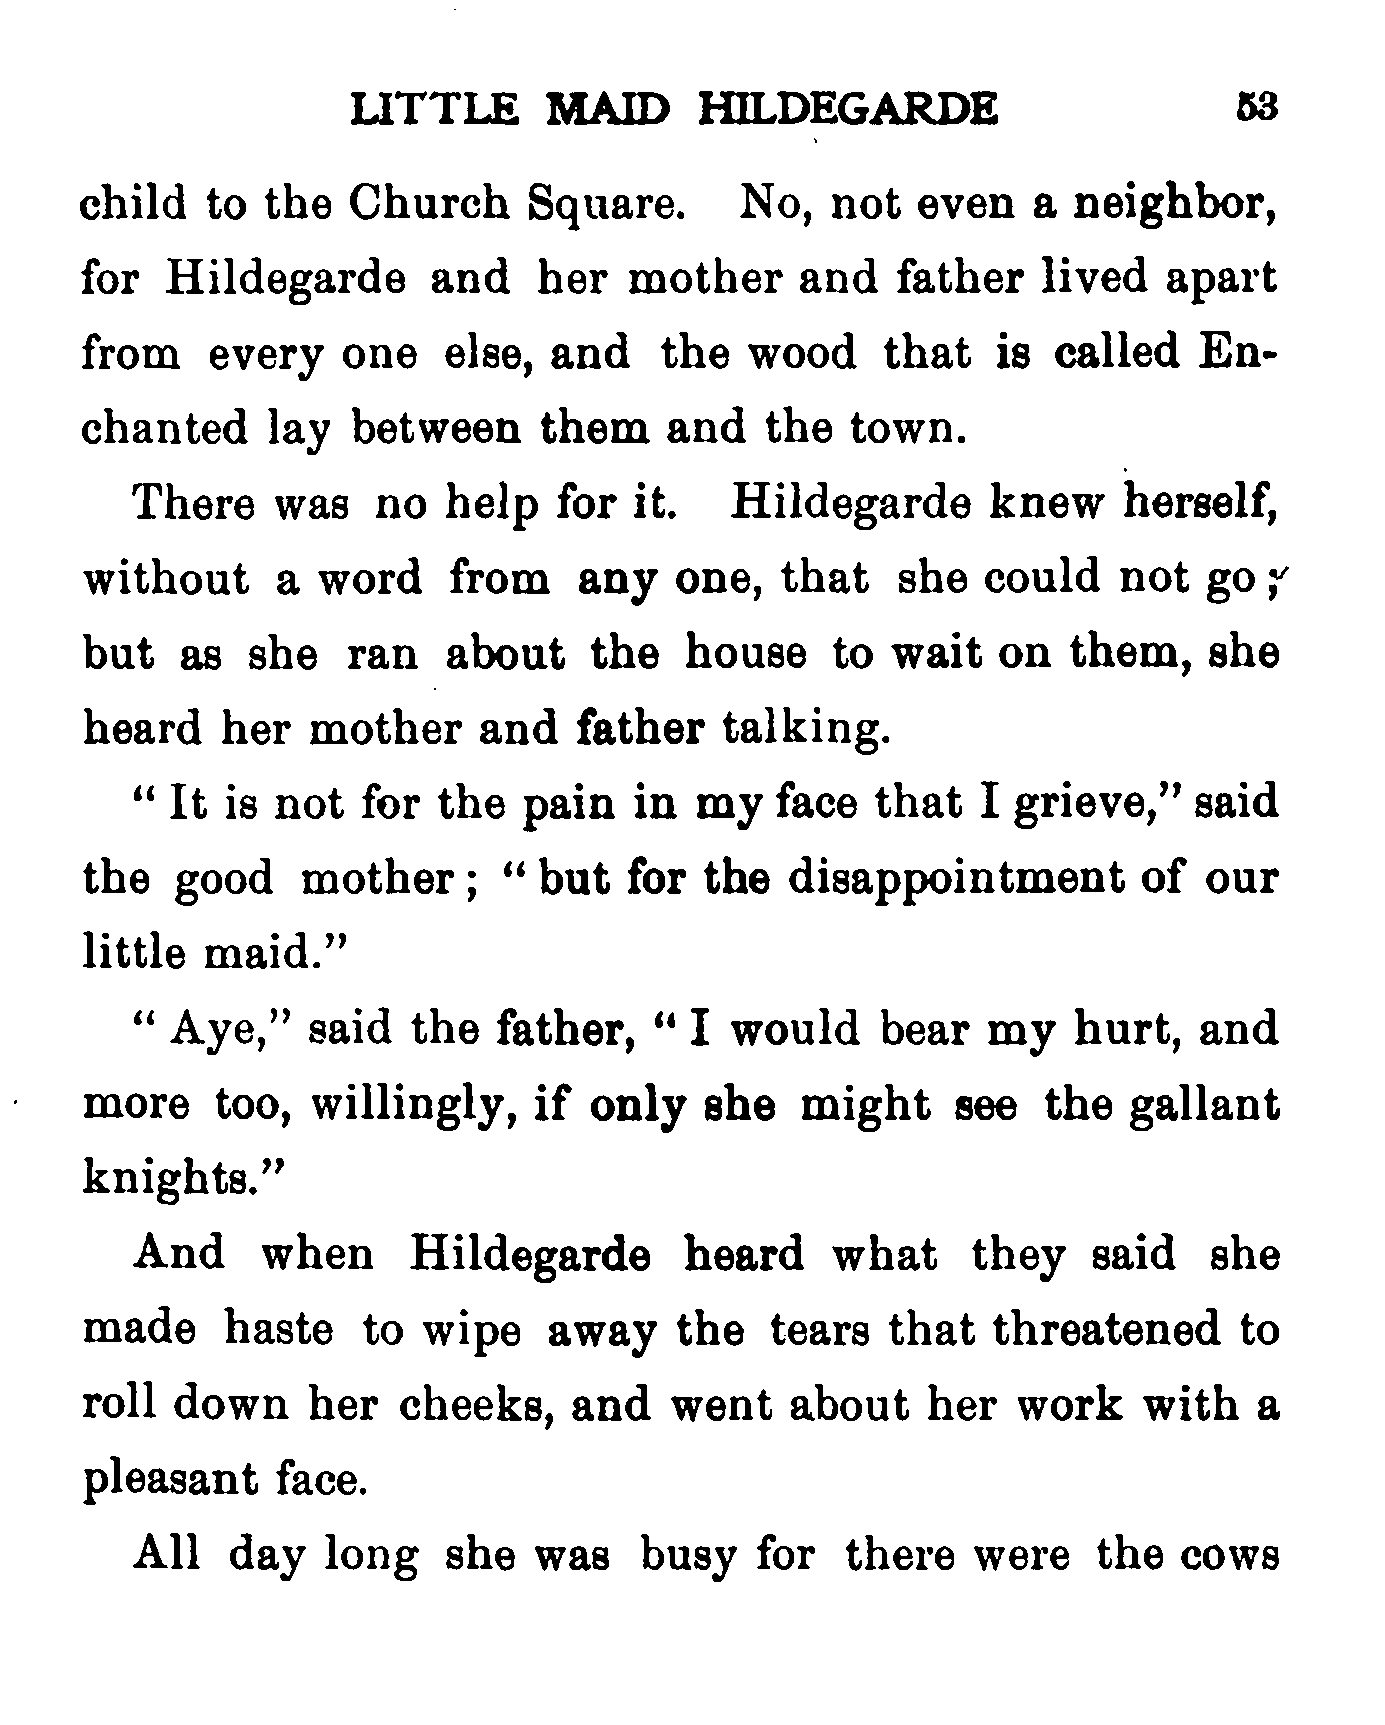 LITTLE MAID HILDEGARDE 53
child to the Church Square. No, not even a neighbor,
for Hildegarde and her mother and father lived apart
from every one else, and the wood that is called En-
chanted lay between them and the town.
There was no help for it. Hildegarde knew herself,
without a word from any one, that she could not go;
but as she ran about the house to wait on them, she
heard her mother and father talking.
“ It is not for the pain in my face that I grieve,” said
the good mother; “ but for the disappointment of our
little maid.”
“ Aye,” said the father, “ I would bear my hurt, and
more too, willingly, if only she might see the gallant
knights.”
And when Hildegarde heard what they said she
made haste to wipe away the tears that threatened to
roll down her cheeks, and went about her work with a
pleasant face.
All day long she was busy for there were the cows